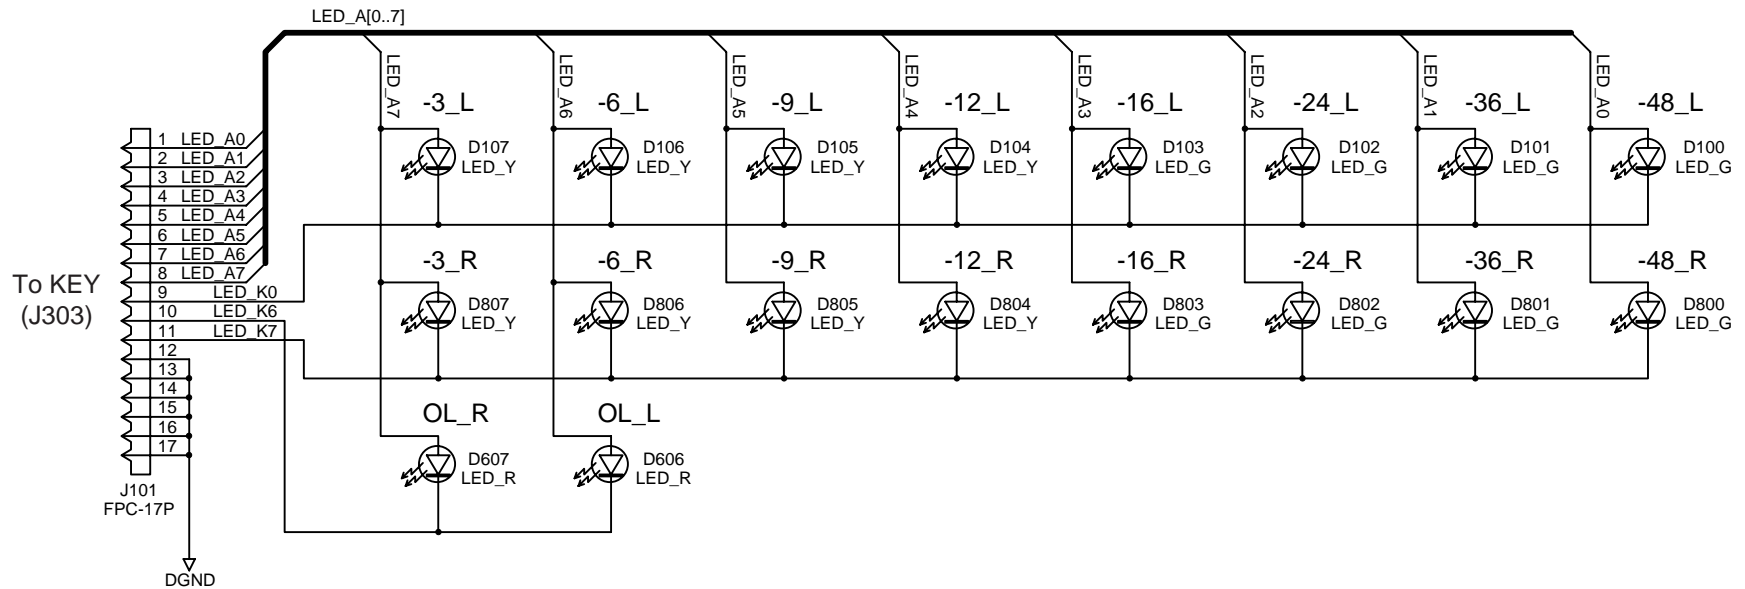 LED_A[0..7]
LED_A7 LED_A6 LED_A5 LED_A4 LED_A3 LED_A2 LED_A1 LED_A0
-3_L -6_L -9_L -12_L -16_L -24_L -36_L -48_L
D107 D106 D105 D104 D103 D102 D101 D100
LED_Y LED_Y LED_Y LED_Y LED_G LED_G LED_G LED_G
1 LED_A0
2 LED_A1
3 LED_A2
4 LED_A3
5 LED_A4
6 LED_A5
7 LED_A6
8 LED_A7
9 LED_K0
10 LED_K6
11 LED_K7
12
13
14
15
16
17
To KEY
(J303)
J101
FPC-17P
DGND
-3_R -6_R -9_R -12_R -16_R -24_R -36_R -48_R
D807 D806 D805 D804 D803 D802 D801 D800
LED_Y LED_Y LED_Y LED_Y LED_G LED_G LED_G LED_G
OL_R OL_L
D607 D606
LED_R LED_R